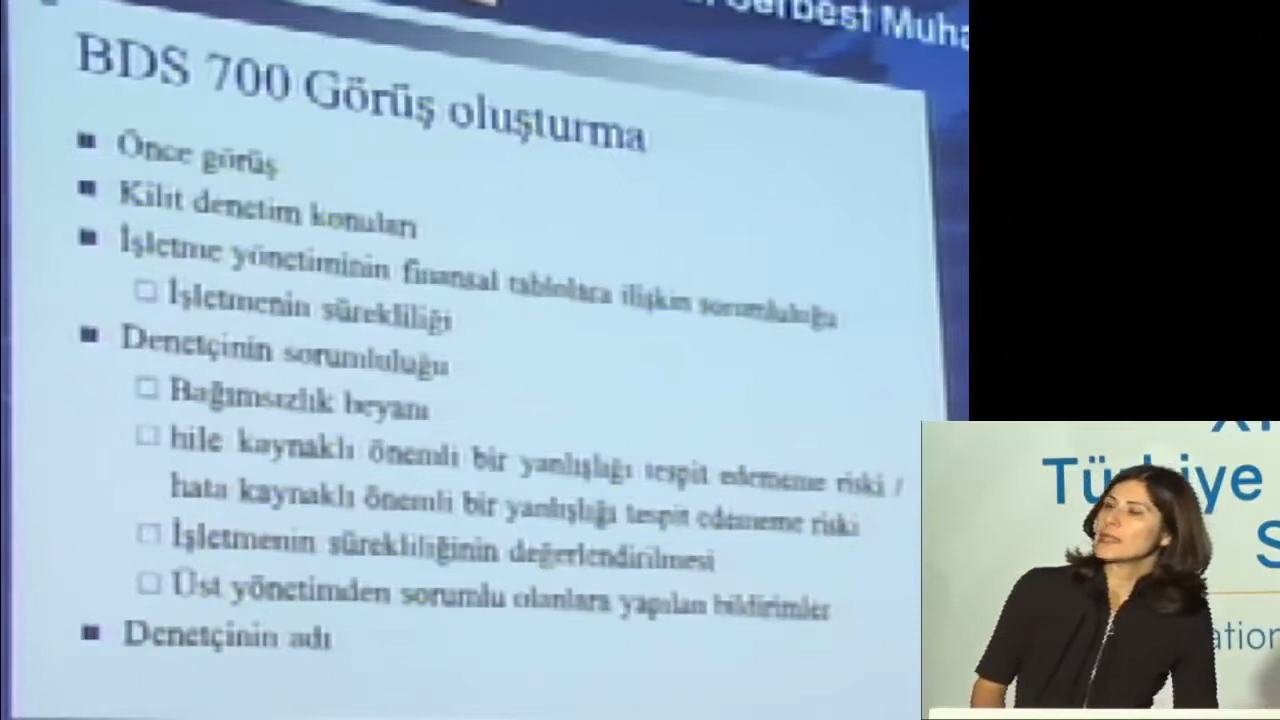 Serbest Muha
BDS 700 Görüş oluşturma
■ Önce görüş
■ Kilit denetim konuları
■ İşletme yönetiminin finansal tablolara ilişkin sorumluluğu
□ İşletmenin sürekliliği
■ Denetçinin sorumluluğu
□ Bağımsızlık beyanı
□ hile kaynaklı önemli bir yanlışlığı tespit edememe riski /
hata kaynaklı önemli bir yanlışlığı tespit edememe riski
□ İşletmenin sürekliliğinin değerlendirilmesi
□ Üst yönetimden sorumlu olanlara yapılan bildirimler
■ Denetçinin adı
Türkiye
S
ation